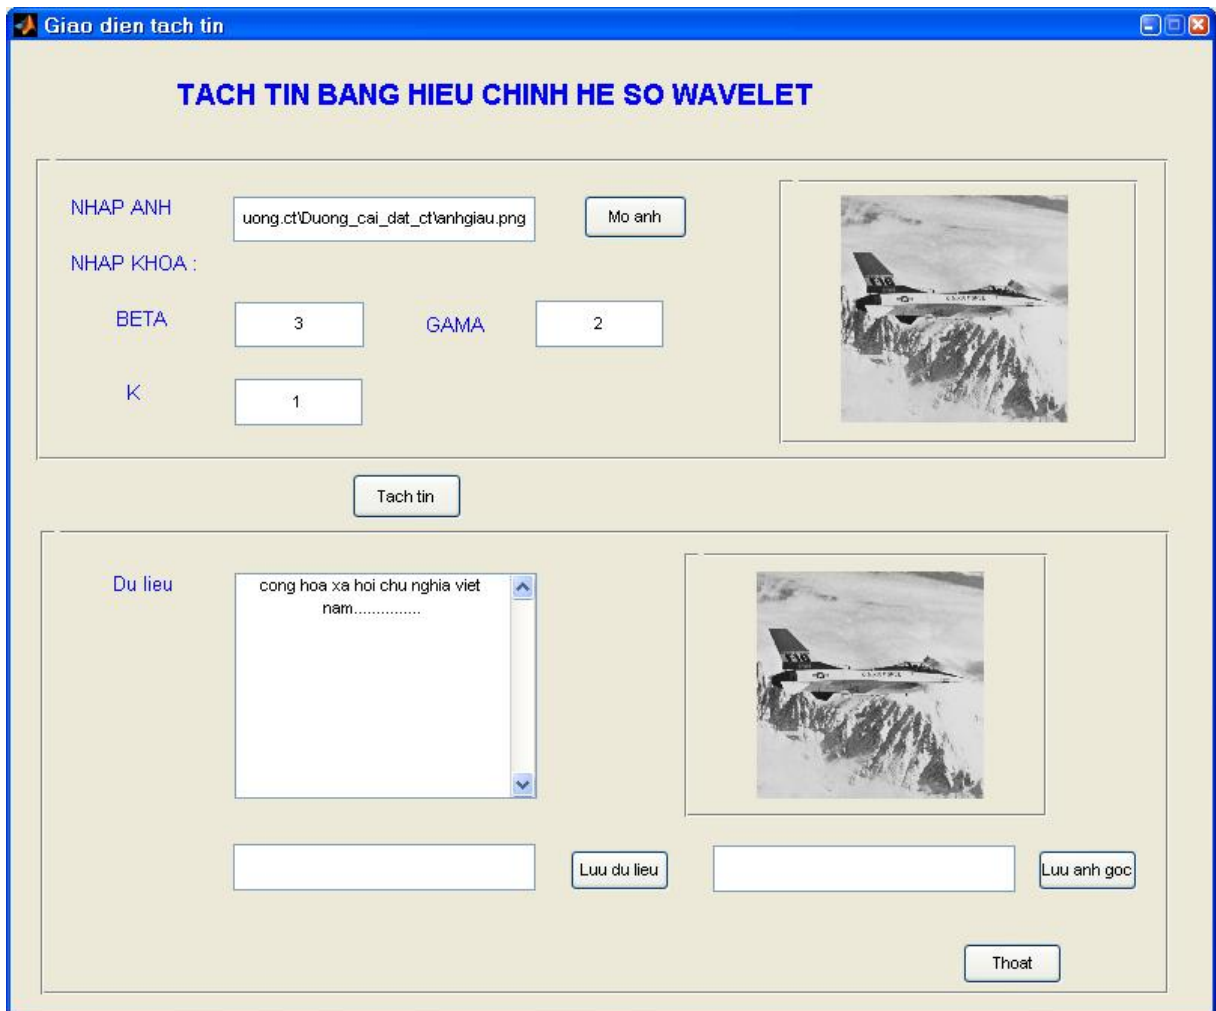 Giao dien tach tin
TACH TIN BANG HIEU CHINH HE SO WAVELET
NHAP ANH
uong.ct\Duong_cai_dat_ct\anhgiau.png
Mo anh
NHAP KHOA :
BETA
3
GAMA
2
K
1
Tach tin
Du lieu
cong hoa xa hoi chu nghia viet
nam...............
Luu du lieu
Luu anh goc
Thoat